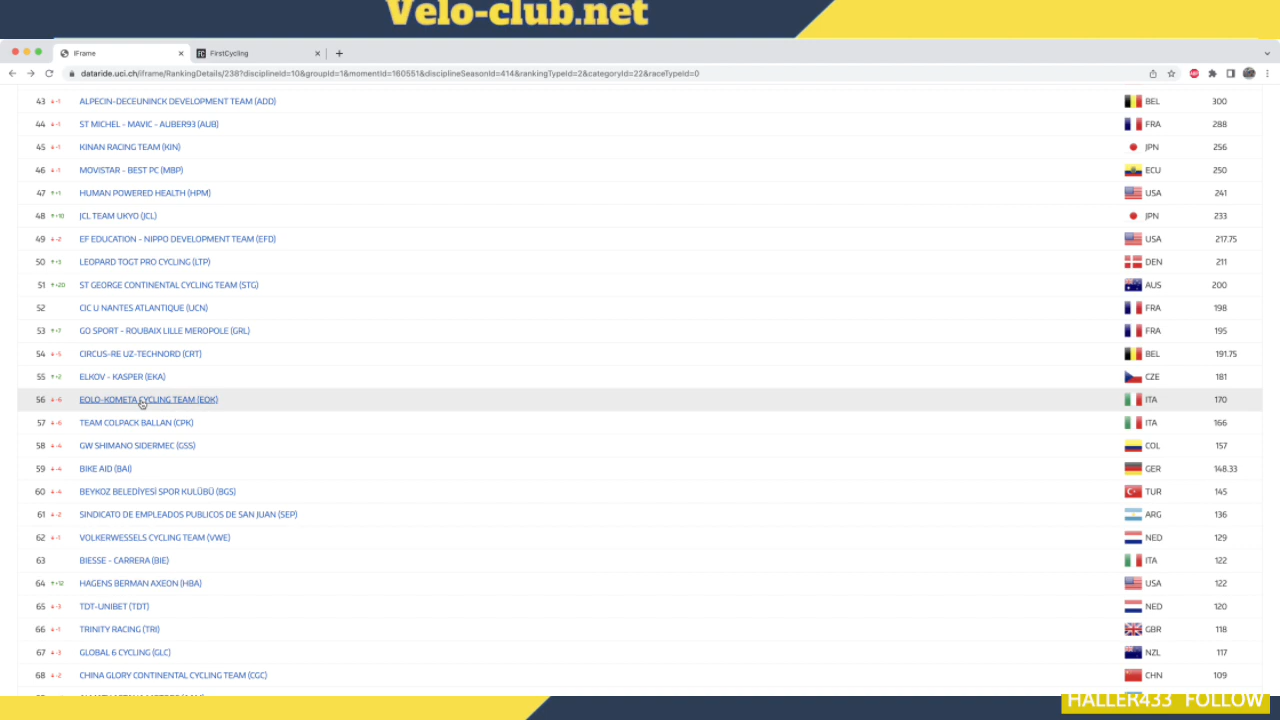 Velo-club.net
iFrame
FirstCycling
dataride.uci.ch/iframe/RankingDetails/238?disciplineId=10&groupId=1&momentId=160551&disciplineSeasonId=414&rankingTypeId=2&categoryId=22&raceTypeId=0
43 -1 ALPECIN-DECEUNINCK DEVELOPMENT TEAM (ADD) BEL 300
44 -1 ST MICHEL - MAVIC - AUBER93 (AUB) FRA 288
45 -1 KINAN RACING TEAM (KIN) JPN 256
46 -1 MOVISTAR - BEST PC (MBP) ECU 250
47 +1 HUMAN POWERED HEALTH (HPM) USA 241
48 +10 JCL TEAM UKYO (JCL) JPN 233
49 -2 EF EDUCATION - NIPPO DEVELOPMENT TEAM (EFD) USA 217.75
50 +3 LEOPARD TOGT PRO CYCLING (LTP) DEN 211
51 +20 ST GEORGE CONTINENTAL CYCLING TEAM (STG) AUS 200
52 CIC U NANTES ATLANTIQUE (UCN) FRA 198
53 +7 GO SPORT - ROUBAIX LILLE MEROPOLE (GRL) FRA 195
54 -5 CIRCUS-RE UZ-TECHNORD (CRT) BEL 191.75
55 +2 ELKOV - KASPER (EKA) CZE 181
56 -6 EOLO-KOMETA CYCLING TEAM (EOK) ITA 170
57 -6 TEAM COLPACK BALLAN (CPK) ITA 166
58 -4 GW SHIMANO SIDERMEC (GSS) COL 157
59 -4 BIKE AID (BAI) GER 148.33
60 -4 BEYKOZ BELEDİYESİ SPOR KULÜBÜ (BGS) TUR 145
61 -2 SINDICATO DE EMPLEADOS PUBLICOS DE SAN JUAN (SEP) ARG 136
62 -1 VOLKERWESSELS CYCLING TEAM (VWE) NED 129
63 BIESSE - CARRERA (BIE) ITA 122
64 +12 HAGENS BERMAN AXEON (HBA) USA 122
65 -3 TDT-UNIBET (TDT) NED 120
66 -1 TRINITY RACING (TRI) GBR 118
67 -3 GLOBAL 6 CYCLING (GLC) NZL 117
68 -2 CHINA GLORY CONTINENTAL CYCLING TEAM (CGC) CHN 109
HALLER433 FOLLOW